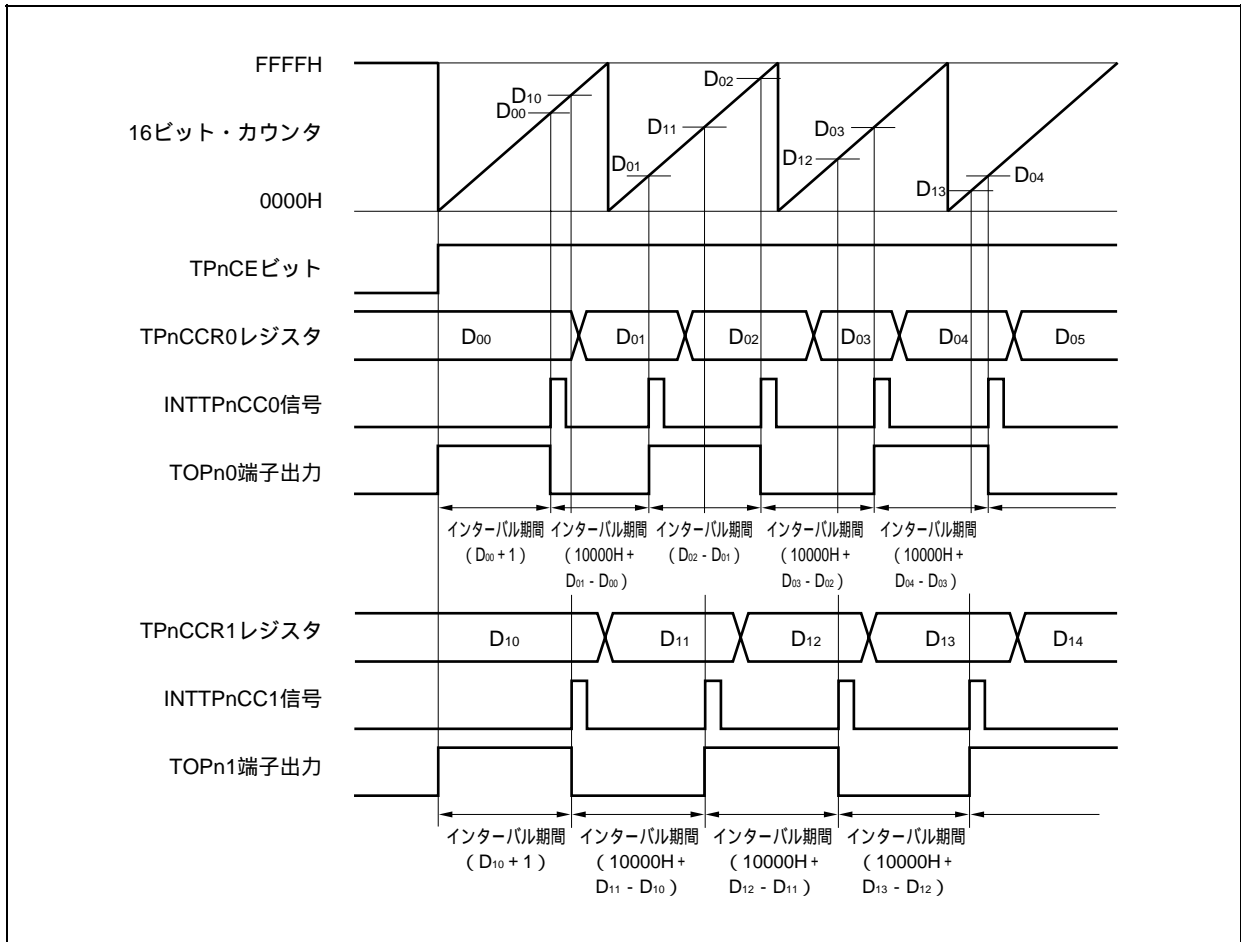 FFFFH
D10
D00
D02
16ビット・カウンタ
D11
D03
D12
D01
D13
D04
0000H
TPnCEビット
TPnCCR0レジスタ
D00
D01
D02
D03
D04
D05
INTTPnCC0信号
TOPn0端子出力
インターバル期間
（D00 + 1）
インターバル期間
（10000H +
D01 - D00）
インターバル期間
（D02 - D01）
インターバル期間
（10000H +
D03 - D02）
インターバル期間
（10000H +
D04 - D03）
TPnCCR1レジスタ
D10
D11
D12
D13
D14
INTTPnCC1信号
TOPn1端子出力
インターバル期間
（D10 + 1）
インターバル期間
（10000H +
D11 - D10）
インターバル期間
（10000H +
D12 - D11）
インターバル期間
（10000H +
D13 - D12）